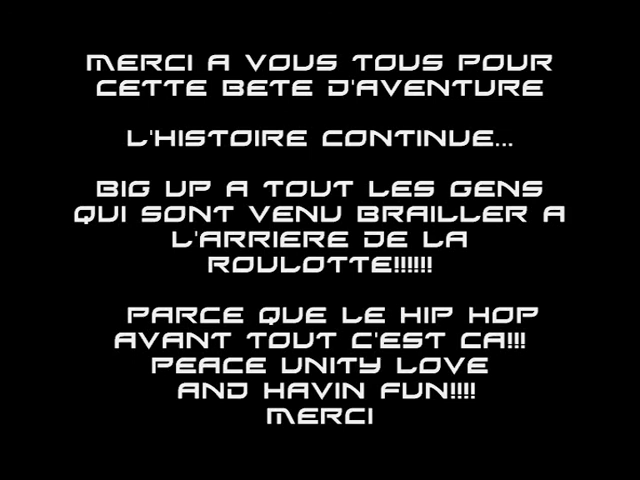 MERCI A VOUS TOUS POUR
CETTE BETE D'AVENTURE
L'HISTOIRE CONTINUE...
BIG UP A TOUT LES GENS
QUI SONT VENU BRAILLER A
L'ARRIERE DE LA
ROULOTTE!!!!!!
PARCE QUE LE HIP HOP
AVANT TOUT C'EST CA!!!
PEACE UNITY LOVE
AND HAVIN FUN!!!!
MERCI